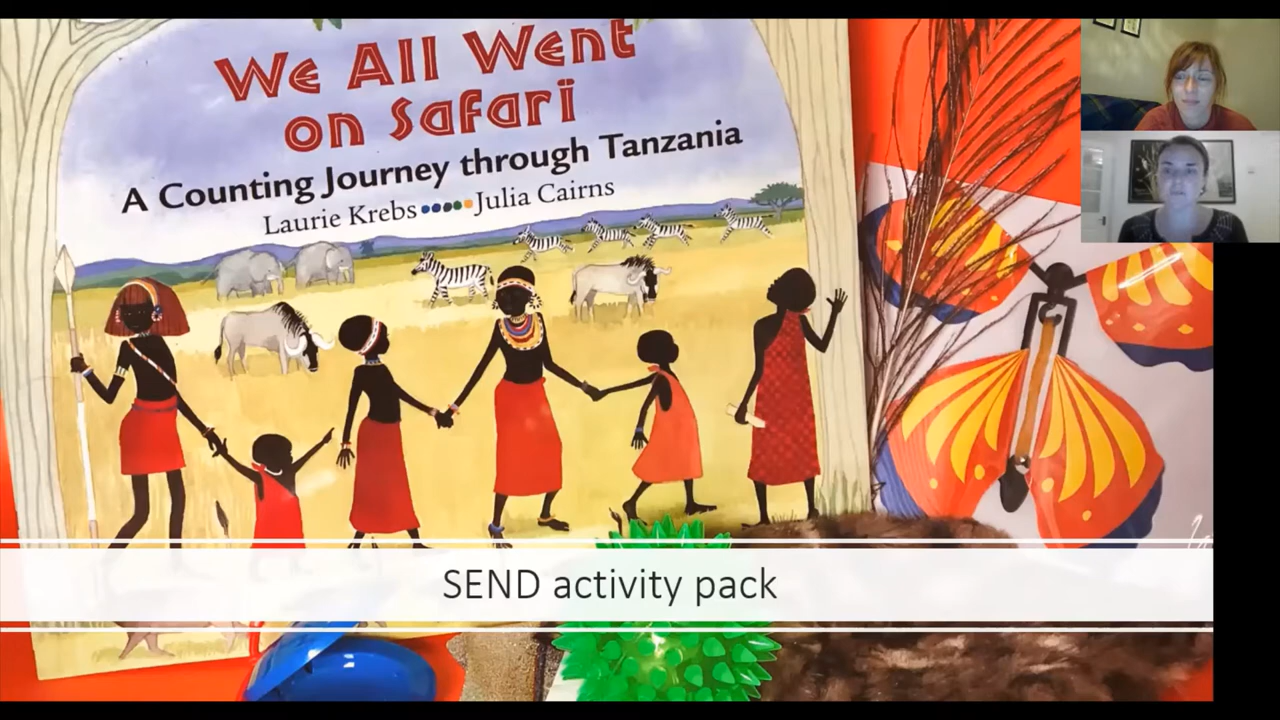 We All Went
on Safari
A Counting Journey through Tanzania
Laurie Krebs Julia Cairns
SEND activity pack